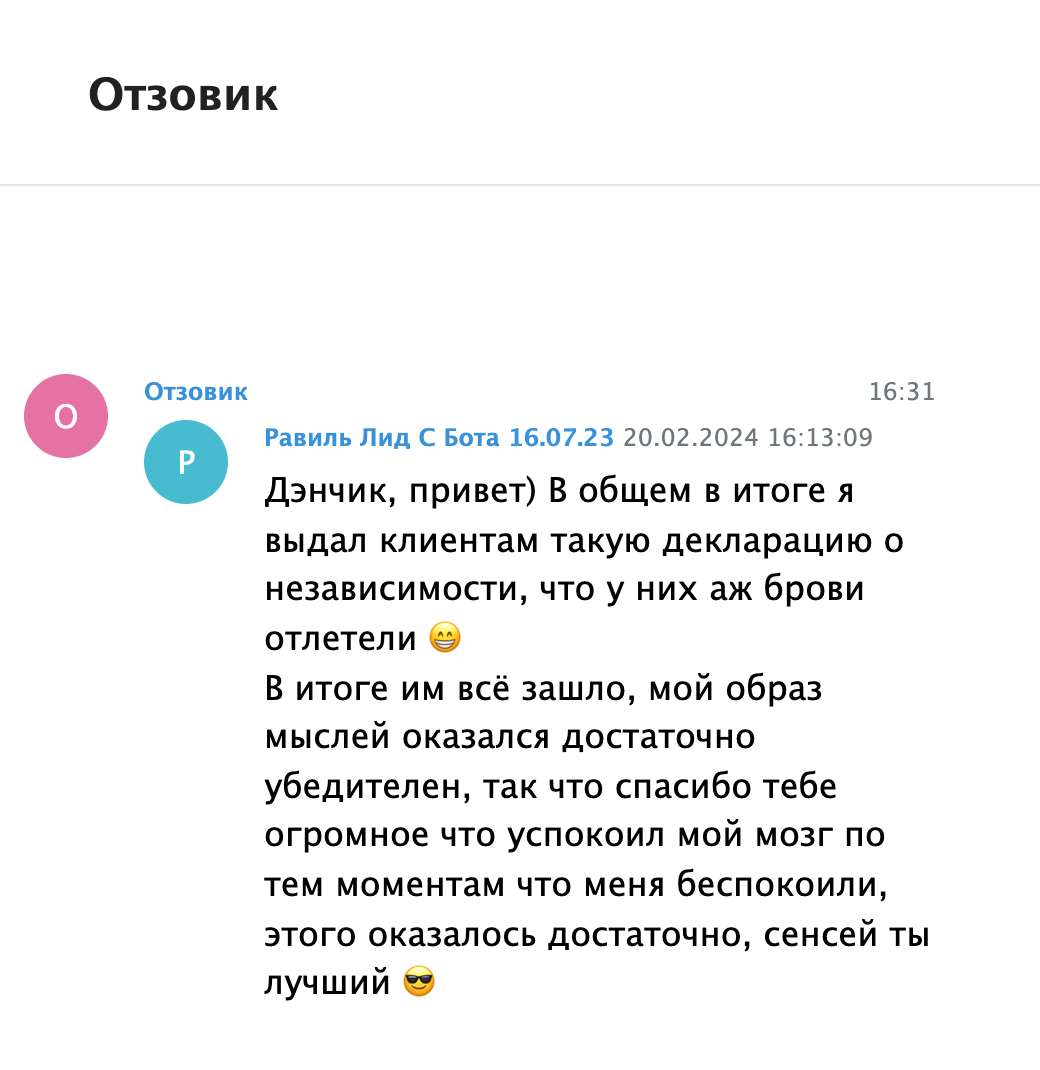 Отзовик
О
Отзовик 16:31
Р
Равиль Лид С Бота 16.07.23 20.02.2024 16:13:09
Дэнчик, привет) В общем в итоге я
выдал клиентам такую декларацию о
независимости, что у них аж брови
отлетели 😁
В итоге им всё зашло, мой образ
мыслей оказался достаточно
убедителен, так что спасибо тебе
огромное что успокоил мой мозг по
тем моментам что меня беспокоили,
этого оказалось достаточно, сенсей ты
лучший 😎